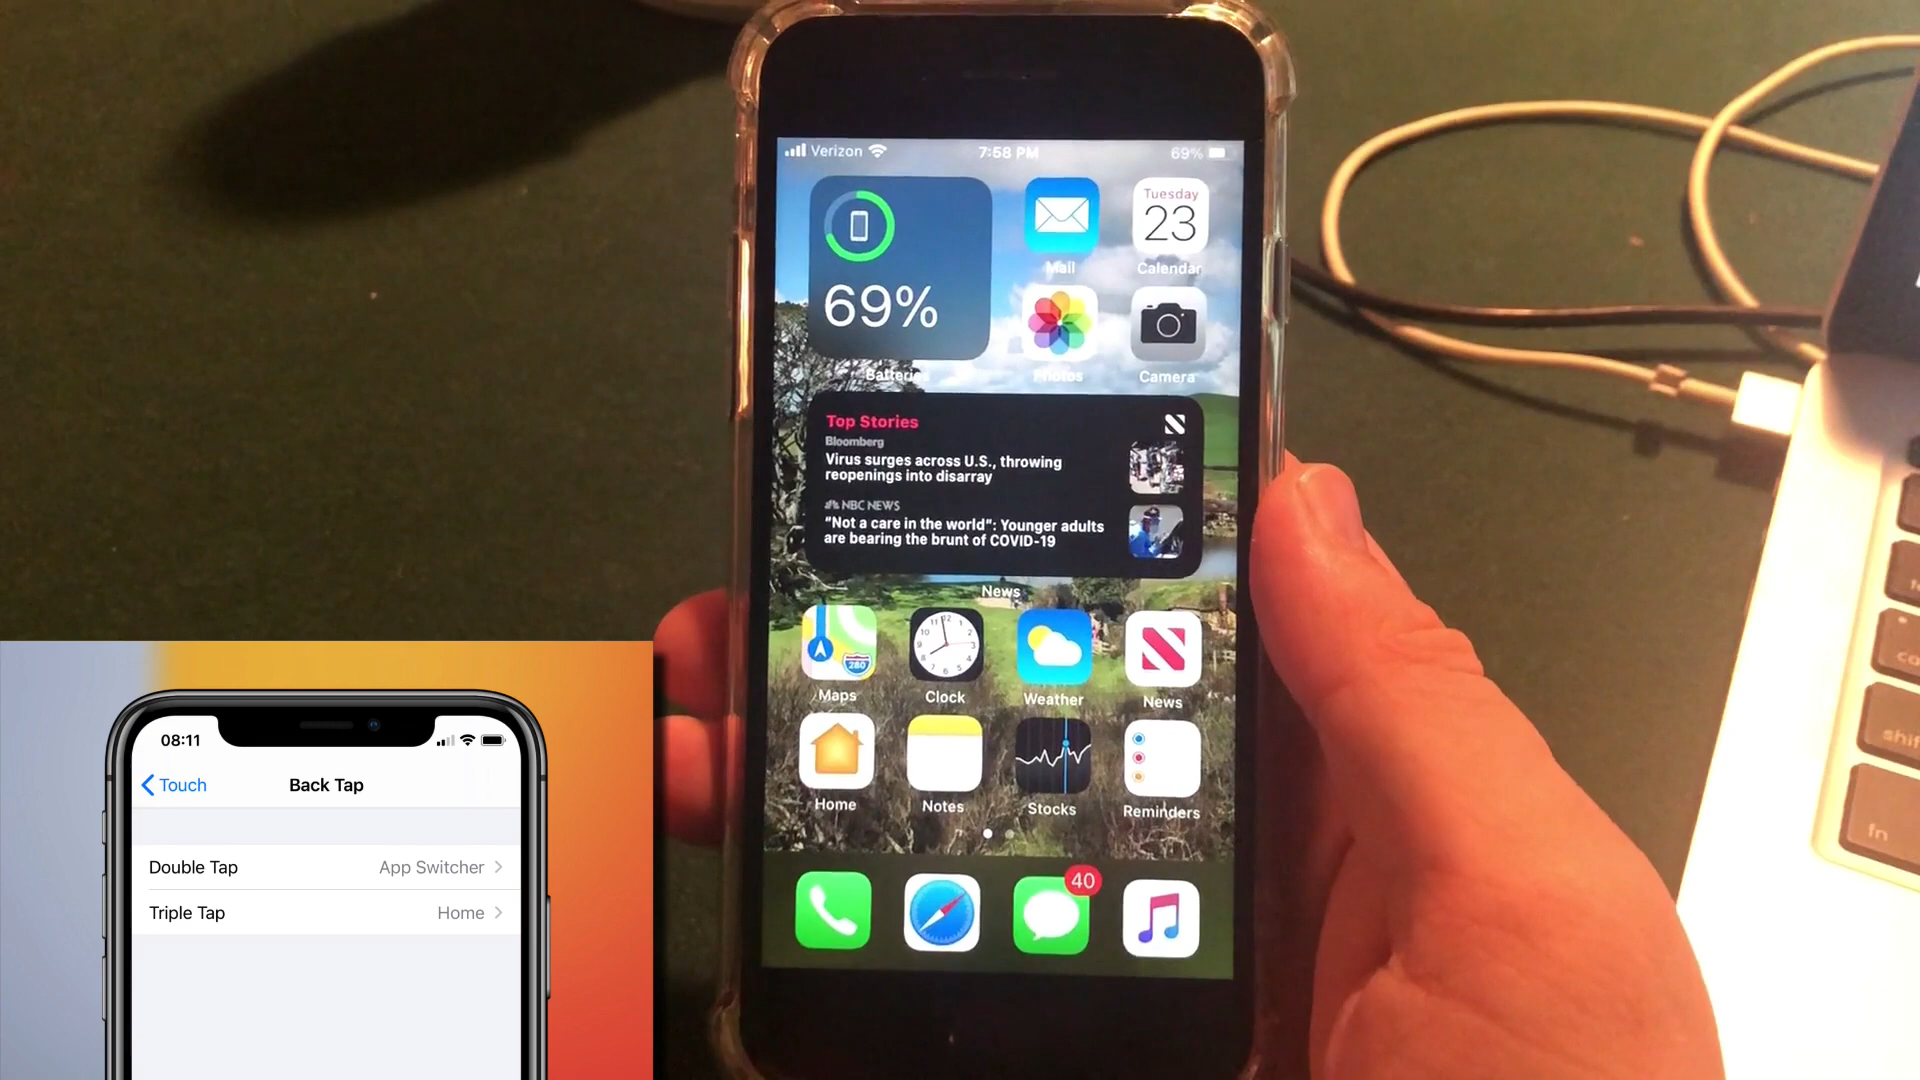 Verizon
7:58 PM
69%
69%
Batteries
Mail
Tuesday
23
Calendar
Photos
Camera
Top Stories
Bloomberg
Virus surges across U.S., throwing
reopenings into disarray
NBC NEWS
"Not a care in the world": Younger adults
are bearing the brunt of COVID-19
News
280
Maps
Clock
Weather
News
Home
Notes
Stocks
Reminders
40
08:11
Touch
Back Tap
Double Tap
App Switcher
Triple Tap
Home
shif
fn